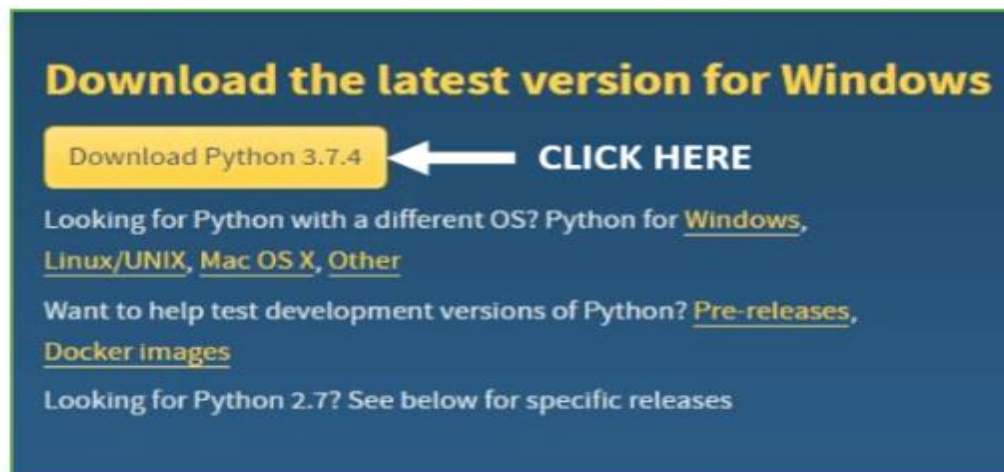 Download the latest version for Windows
Download Python 3.7.4
CLICK HERE
Looking for Python with a different OS? Python for Windows,
Linux/UNIX, Mac OS X, Other
Want to help test development versions of Python? Pre-releases,
Docker images
Looking for Python 2.7? See below for specific releases